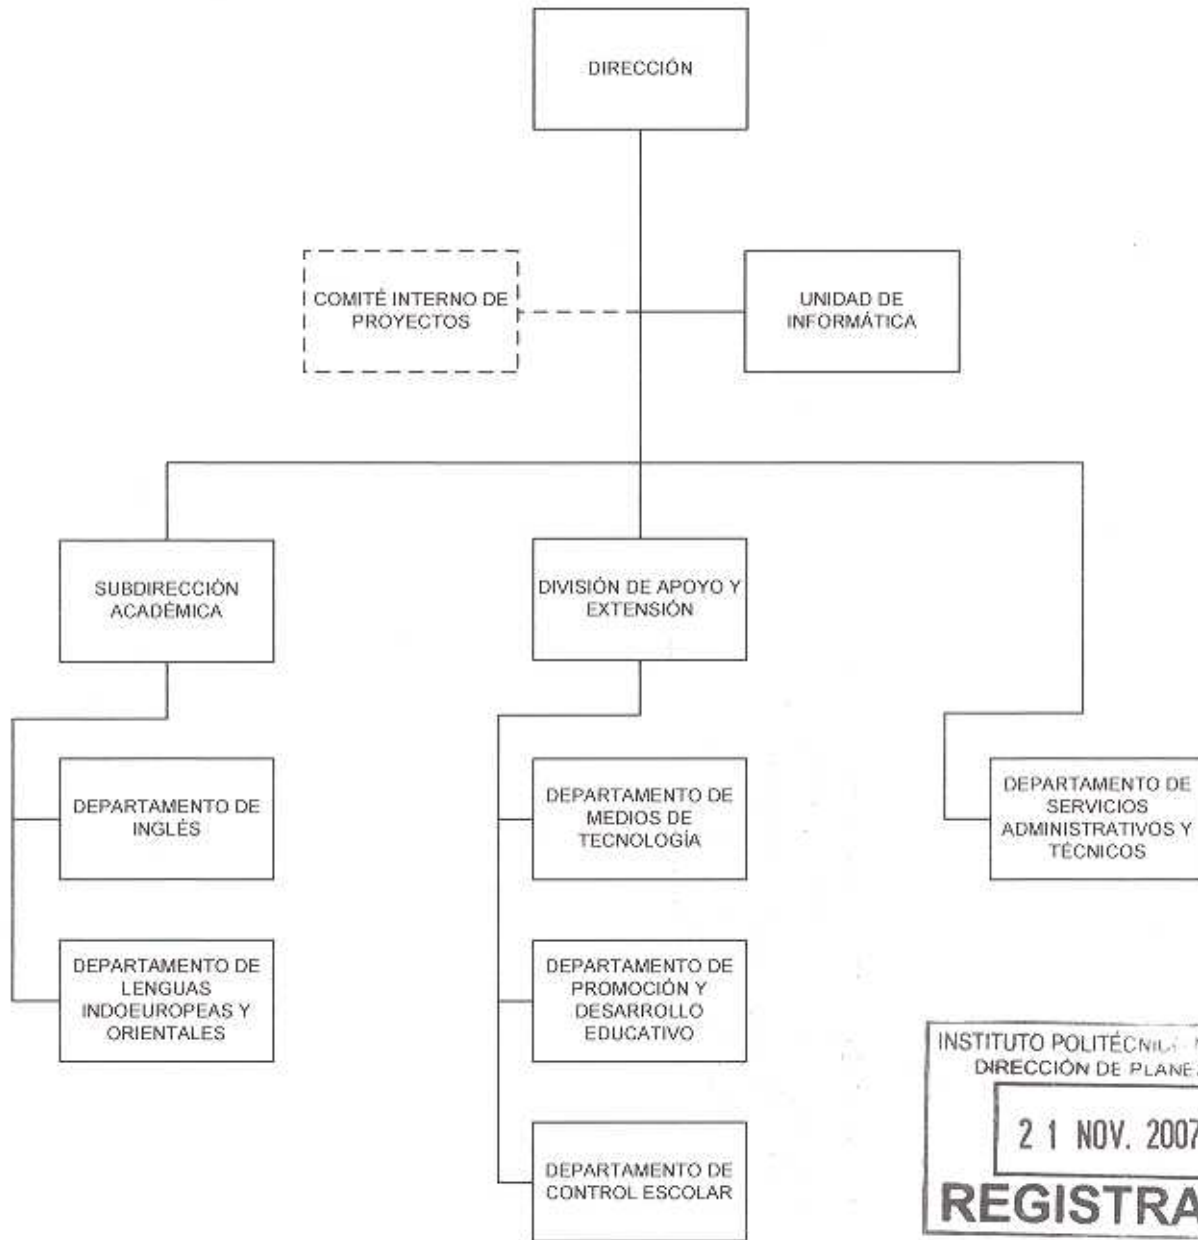 DIRECCIÓN
COMITÉ INTERNO DE
PROYECTOS
UNIDAD DE
INFORMÁTICA
SUBDIRECCIÓN
ACADÉMICA
DIVISIÓN DE APOYO Y
EXTENSIÓN
DEPARTAMENTO DE
INGLÉS
DEPARTAMENTO DE
MEDIOS DE
TECNOLOGÍA
DEPARTAMENTO DE
SERVICIOS
ADMINISTRATIVOS Y
TÉCNICOS
DEPARTAMENTO DE
LENGUAS
INDOEUROPEAS Y
ORIENTALES
DEPARTAMENTO DE
PROMOCIÓN Y
DESARROLLO
EDUCATIVO
DEPARTAMENTO DE
CONTROL ESCOLAR
INSTITUTO
DIRECCIÓN DE
21 NOV. 2007